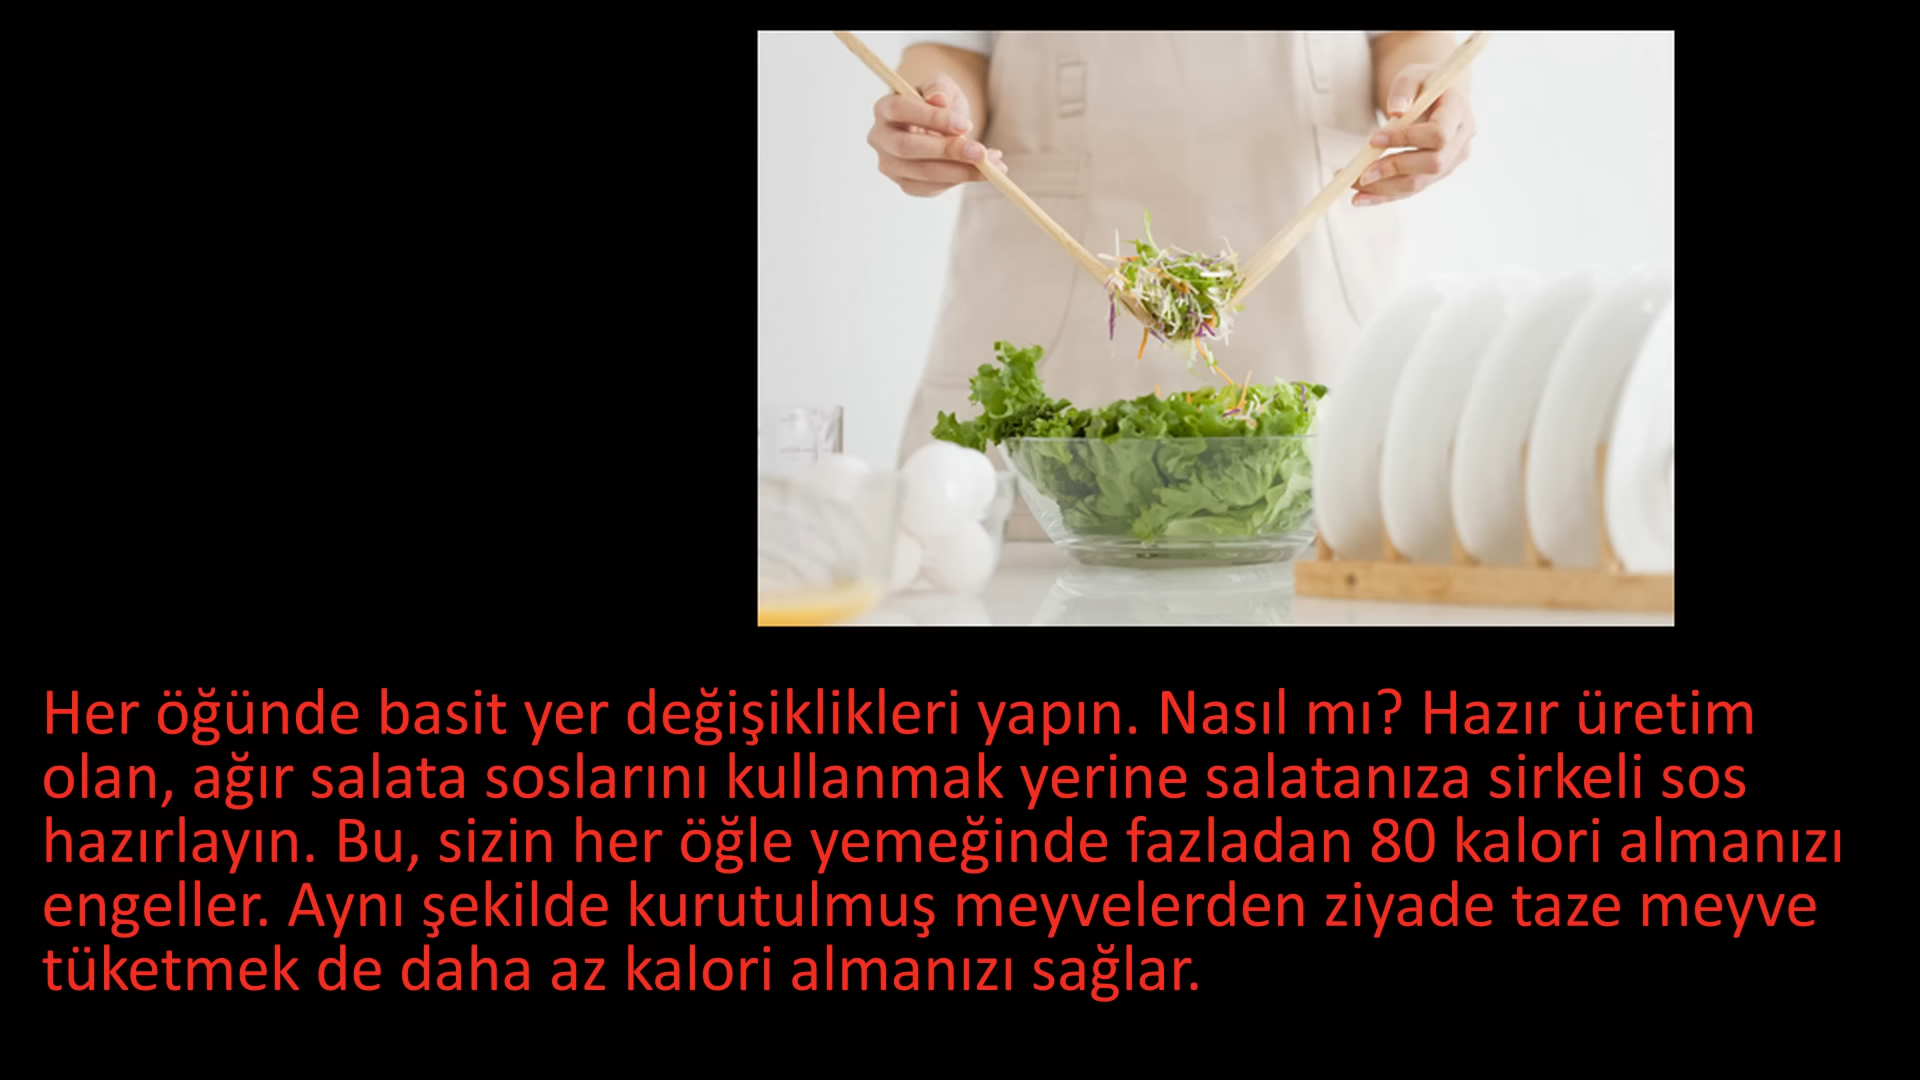 Her öğünde basit yer değişiklikleri yapın. Nasıl mı? Hazır üretim
olan, ağır salata soslarını kullanmak yerine salatanıza sirkeli sos
hazırlayın. Bu, sizin her öğle yemeğinde fazladan 80 kalori almanızı
engeller. Aynı şekilde kurutulmuş meyvelerden ziyade taze meyve
tüketmek de daha az kalori almanızı sağlar.